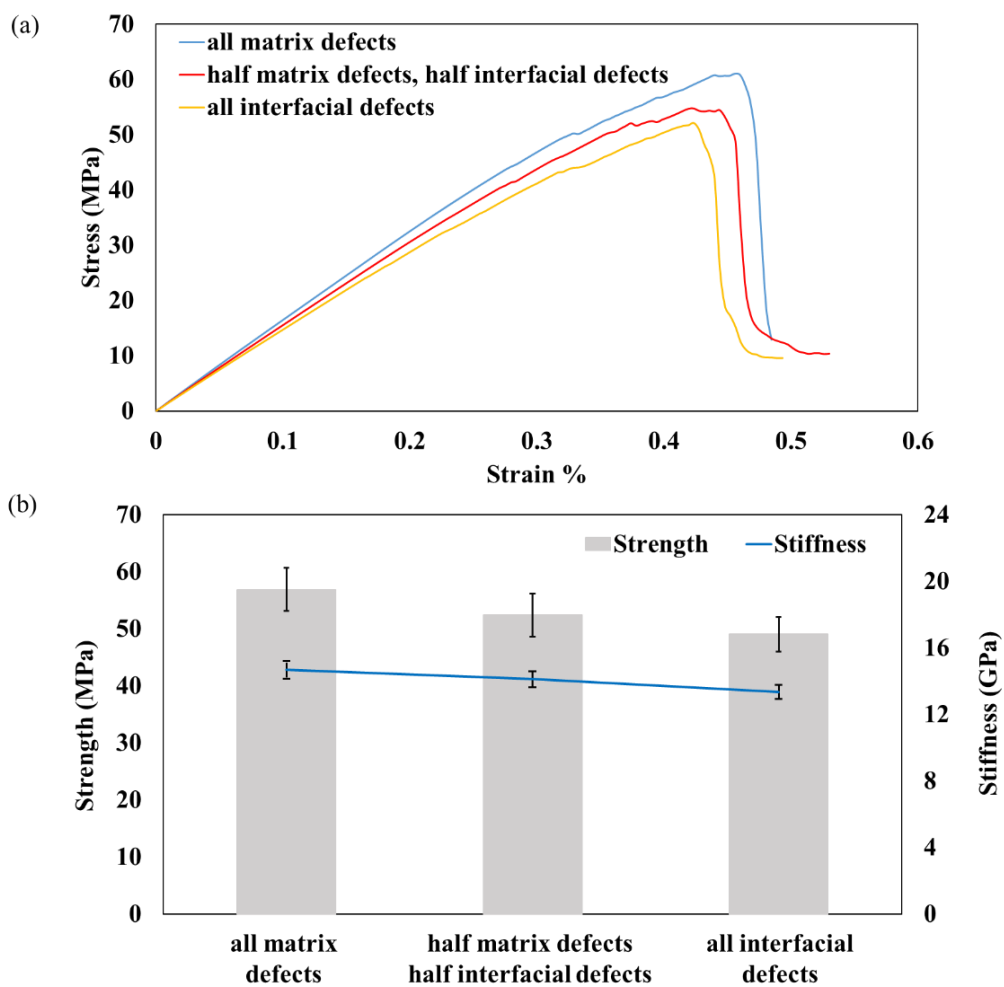 (a)
70
60
50
40
30
20
10
0
Stress (MPa)
all matrix defects
half matrix defects, half interfacial defects
all interfacial defects
0 0.1 0.2 0.3 0.4 0.5 0.6
Strain %
(b)
70
60
50
40
30
20
10
0
Strength (MPa)
Strength Stiffness
24
20
16
12
8
4
0
Stiffness (GPa)
all matrix
defects
half matrix defects
half interfacial defects
all interfacial
defects